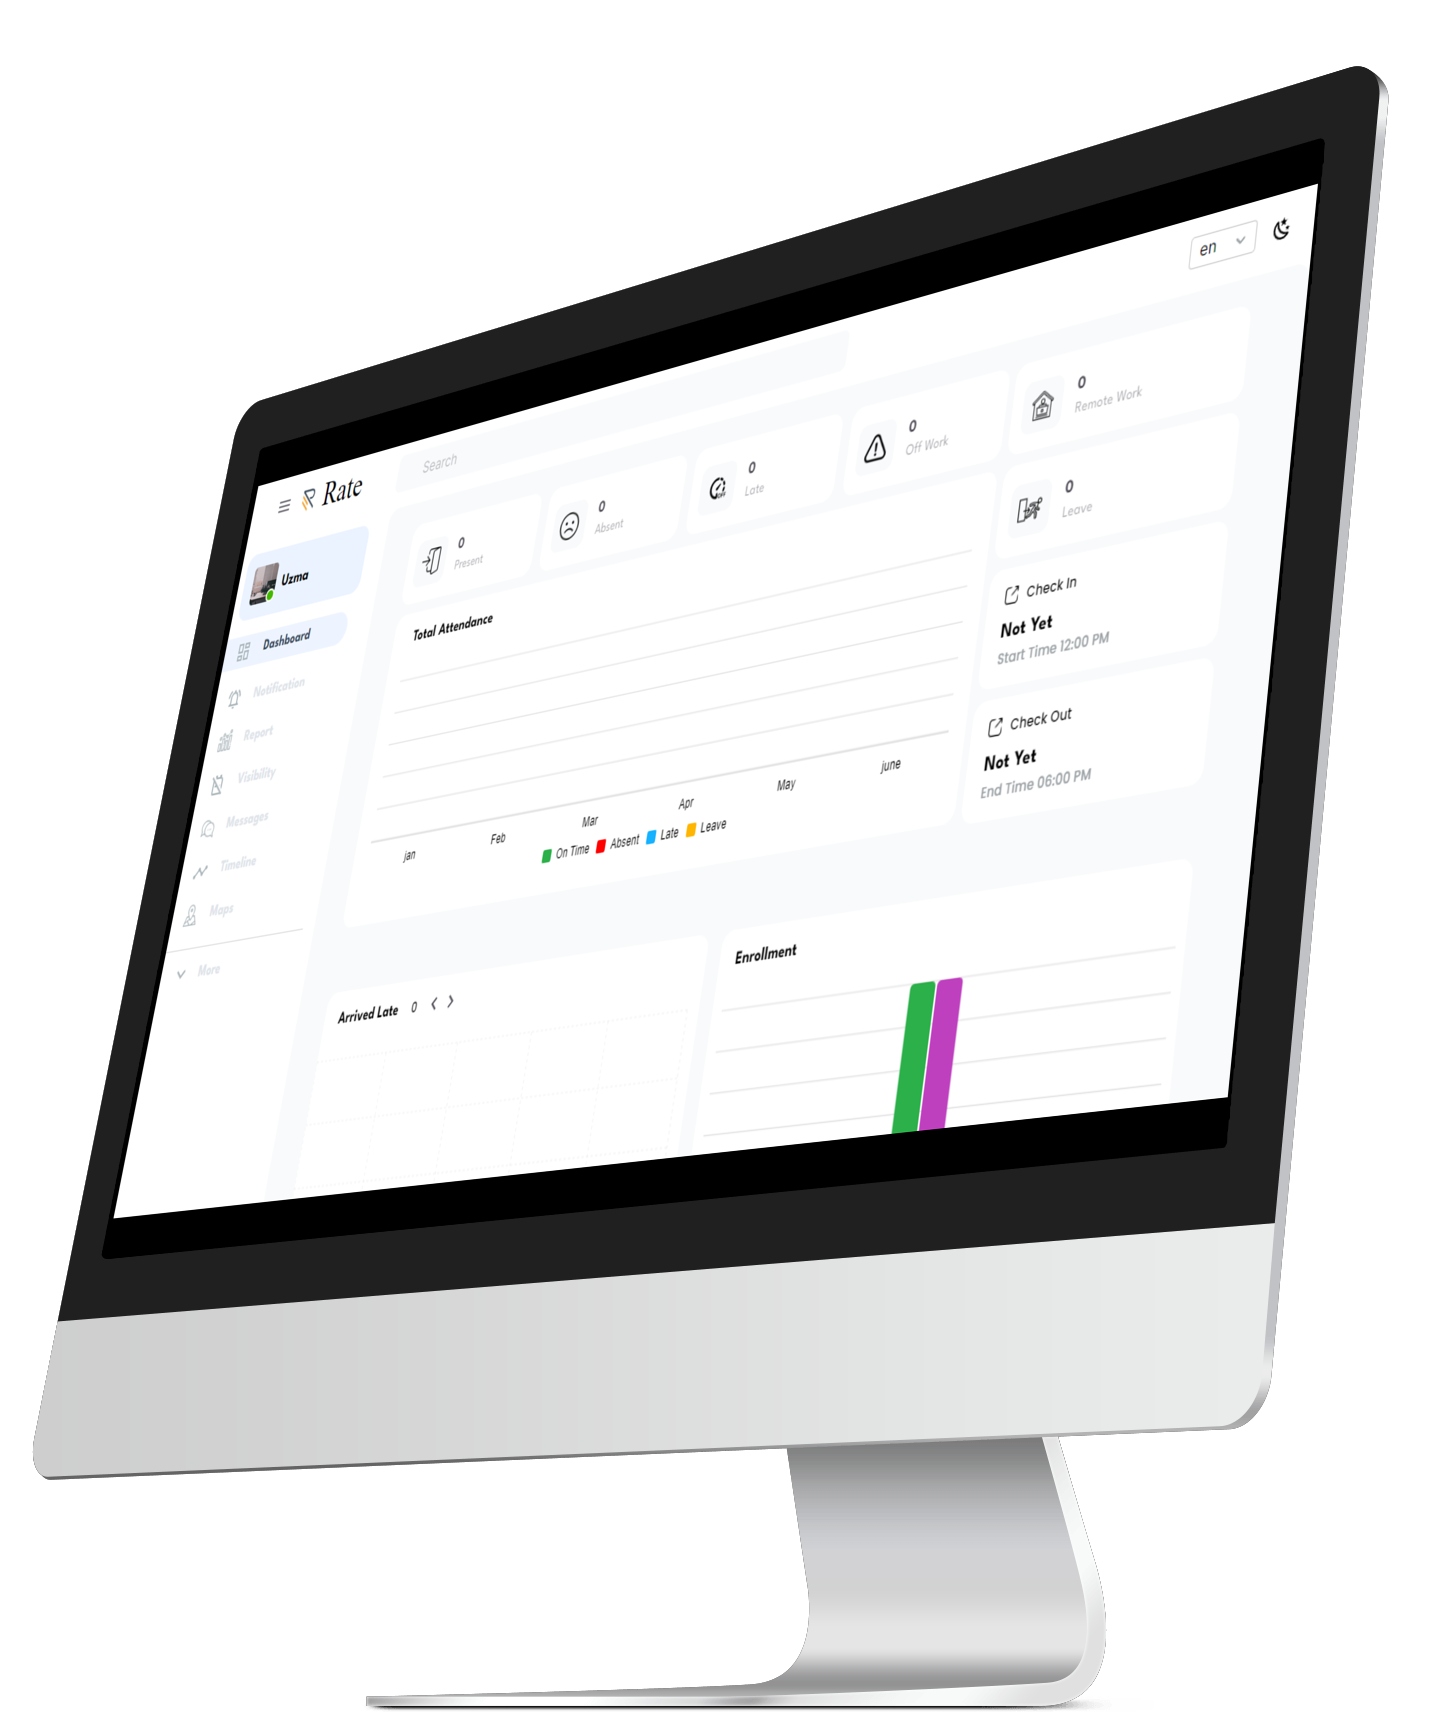 Rate
Search
en
Uzma
Dashboard
Notification
Report
Visibility
Messages
Timeline
Maps
More
0
Present
0
Absent
0
Late
0
Off Work
0
Remote Work
0
Leave
Total Attendance
jan
Feb
Mar
Apr
May
june
On Time
Absent
Late
Leave
Check In
Not Yet
Start Time 12:00 PM
Check Out
Not Yet
End Time 06:00 PM
Arrived Late 0
Enrollment